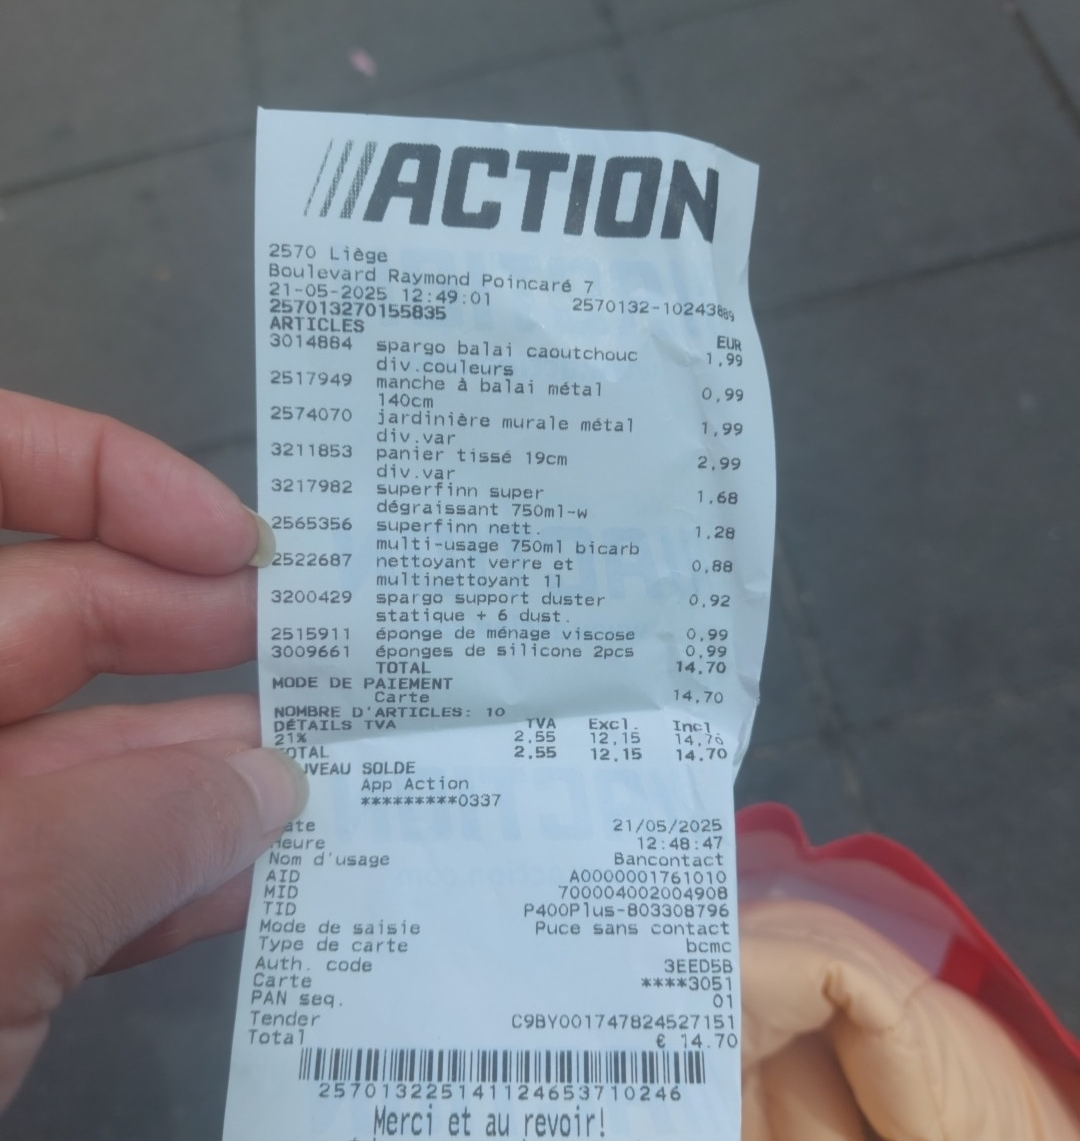 ACTION
2570 Liège
Boulevard Raymond Poincaré 7
21-05-2025 12:49:01 2570132-10243889
257013270155835
ARTICLES EUR
3014884 spargo balai caoutchouc 1,99
div.couleurs
2517949 manche à balai métal 0,99
140cm
2574070 jardinière murale métal 1,99
div.var
3211853 panier tissé 19cm 2,99
div.var
3217982 superfinn super 1,68
dégraissant 750ml-w
2565356 superfinn nett. 1,28
multi-usage 750ml bicarb
2522687 nettoyant verre et 0,88
multinettoyant 1l
3200429 spargo support duster 0,92
statique + 6 dust.
2515911 éponge de ménage viscose 0,99
3009661 éponges de silicone 2pcs 0,99
TOTAL 14,70
MODE DE PAIEMENT
Carte 14,70
NOMBRE D'ARTICLES: 10
DÉTAILS TVA TVA Excl. Incl.
21% 2,55 12,15 14,70
TOTAL 2,55 12,15 14,70
VEAU SOLDE
App Action
*********0337
ate 21/05/2025
Heure 12:48:47
Nom d'usage Bancontact
AID A0000001761010
MID 700004002004908
TID P400Plus-803308796
Mode de saisie Puce sans contact
Type de carte bcmc
Auth. code 3EED5B
Carte ****3051
PAN seq. 01
Tender C9BY001747824527151
Total € 14.70
257013225141124653710246
Merci et au revoir!